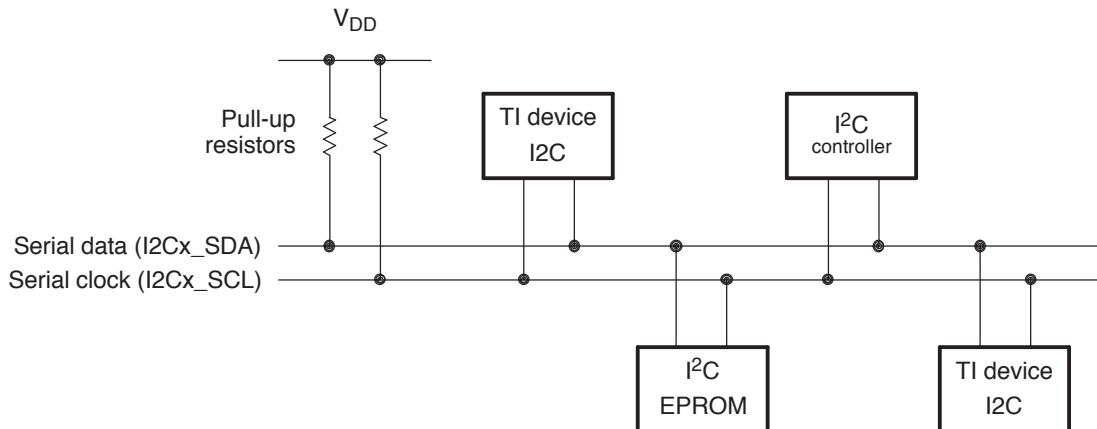 V_DD
Pull-up
resistors
TI device
I2C
I²C
controller
Serial data (I2Cx_SDA)
Serial clock (I2Cx_SCL)
I²C
EPROM
TI device
I2C